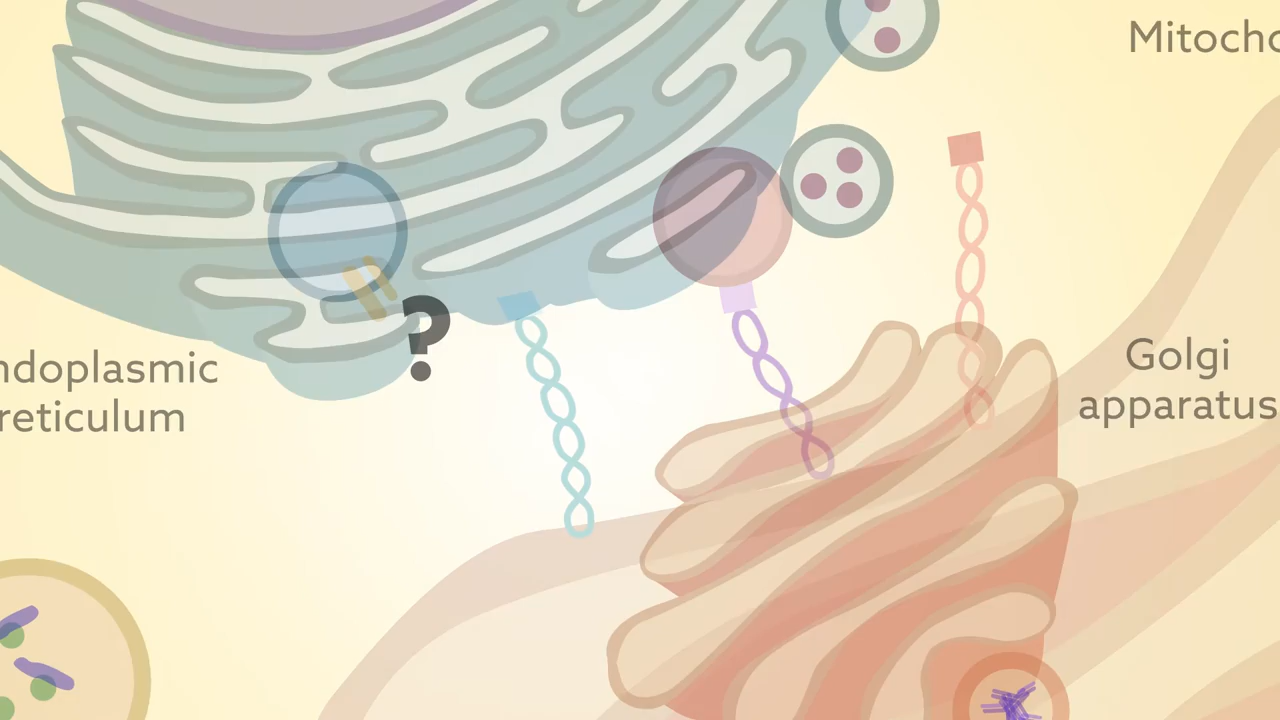 Mitocho
?
Golgi
apparatus
ndoplasmic
reticulum